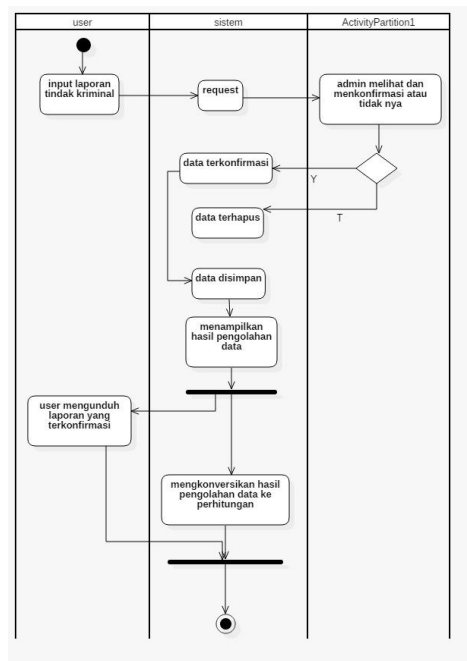 user
sistem
ActivityPartition1
input laporan
tindak kriminal
request
admin melihat dan
menkonfirmasi atau
tidak nya
data terkonfirmasi
Y
data terhapus
T
data disimpan
menampilkan
hasil pengolahan
data
user mengunduh
laporan yang
terkonfirmasi
mengkonversikan hasil
pengolahan data ke
perhitungan